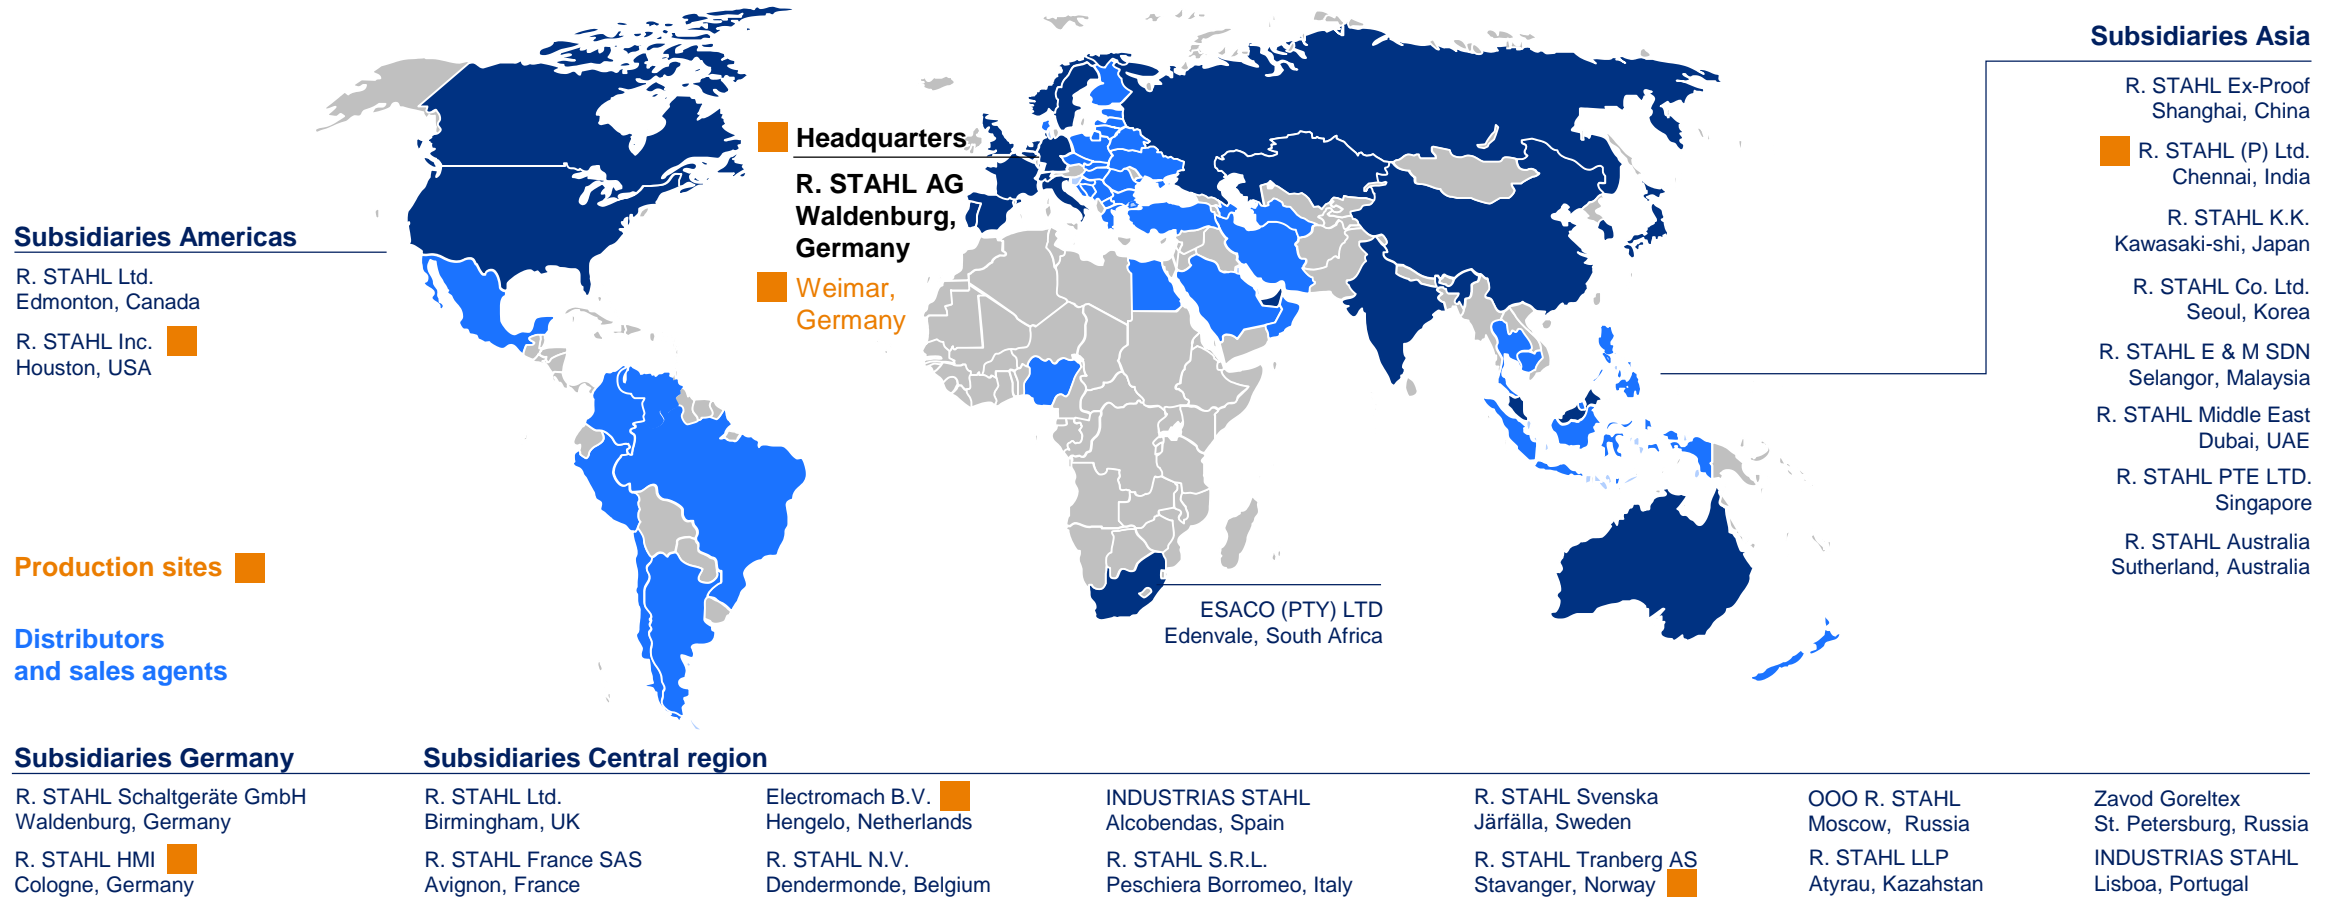 Subsidiaries Asia
R. STAHL Ex-Proof
Shanghai, China
R. STAHL (P) Ltd.
Chennai, India
R. STAHL K.K.
Kawasaki-shi, Japan
R. STAHL Co. Ltd.
Seoul, Korea
R. STAHL E & M SDN
Selangor, Malaysia
R. STAHL Middle East
Dubai, UAE
R. STAHL PTE LTD.
Singapore
R. STAHL Australia
Sutherland, Australia
Headquarters
R. STAHL AG
Waldenburg,
Germany
Weimar,
Germany
Subsidiaries Americas
R. STAHL Ltd.
Edmonton, Canada
R. STAHL Inc.
Houston, USA
Production sites
Distributors
and sales agents
ESACO (PTY) LTD
Edenvale, South Africa
Subsidiaries Germany
R. STAHL Schaltgeräte GmbH
Waldenburg, Germany
R. STAHL HMI
Cologne, Germany
Subsidiaries Central region
R. STAHL Ltd.
Birmingham, UK
R. STAHL France SAS
Avignon, France
Electromach B.V.
Hengelo, Netherlands
R. STAHL N.V.
Dendermonde, Belgium
INDUSTRIAS STAHL
Alcobendas, Spain
R. STAHL S.R.L.
Peschiera Borromeo, Italy
R. STAHL Svenska
Järfälla, Sweden
R. STAHL Tranberg AS
Stavanger, Norway
OOO R. STAHL
Moscow, Russia
R. STAHL LLP
Atyrau, Kazahstan
Zavod Goreltex
St. Petersburg, Russia
INDUSTRIAS STAHL
Lisboa, Portugal